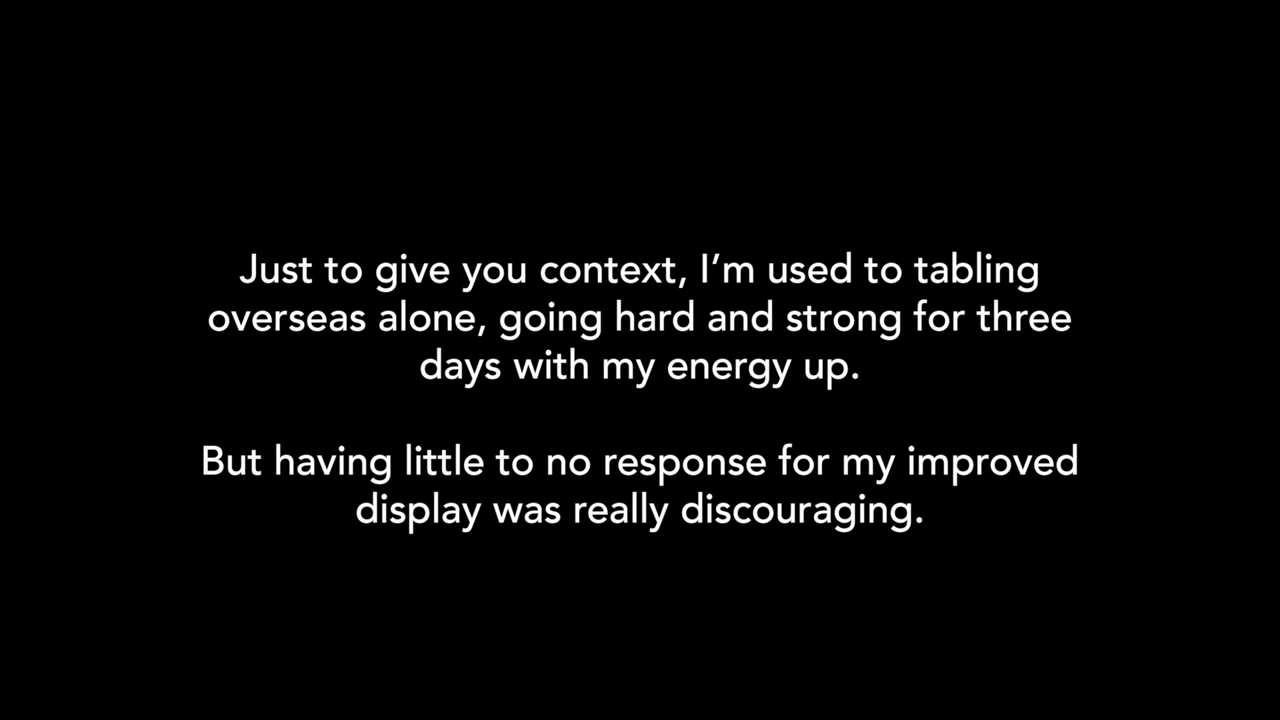 Just to give you context, I’m used to tabling
overseas alone, going hard and strong for three
days with my energy up.
But having little to no response for my improved
display was really discouraging.